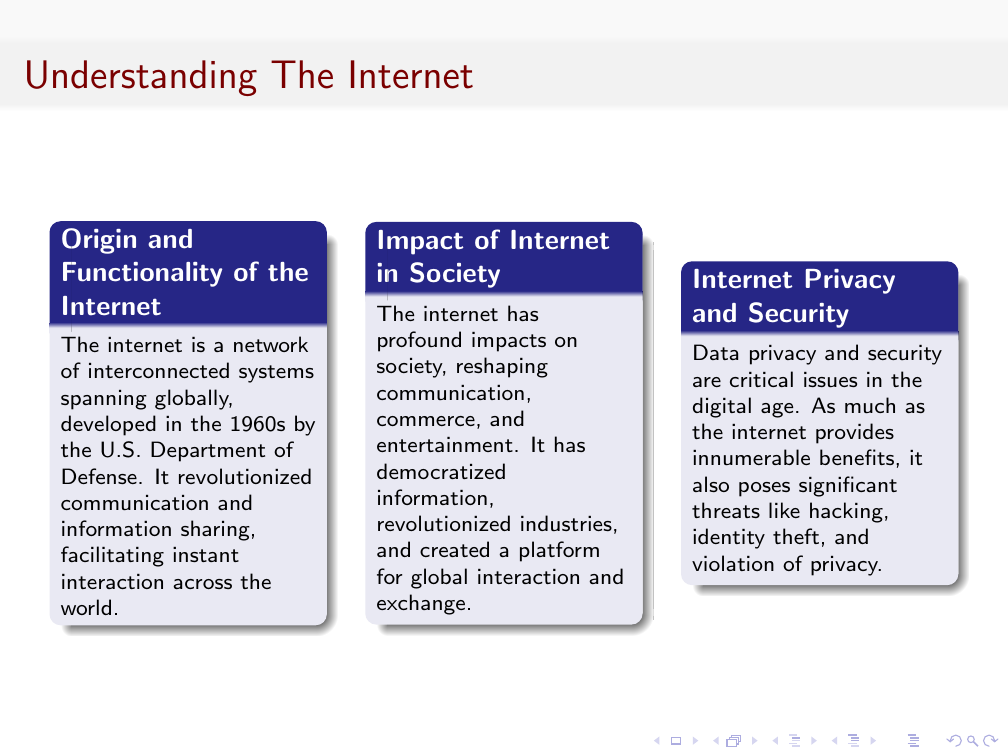 Understanding The Internet
Origin and
Functionality of the
Internet
The internet is a network
of interconnected systems
spanning globally,
developed in the 1960s by
the U.S. Department of
Defense. It revolutionized
communication and
information sharing,
facilitating instant
interaction across the
world.
Impact of Internet
in Society
The internet has
profound impacts on
society, reshaping
communication,
commerce, and
entertainment. It has
democratized
information,
revolutionized industries,
and created a platform
for global interaction and
exchange.
Internet Privacy
and Security
Data privacy and security
are critical issues in the
digital age. As much as
the internet provides
innumerable benefits, it
also poses significant
threats like hacking,
identity theft, and
violation of privacy.